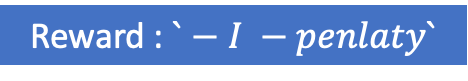 Reward : ` − I − penlaty`